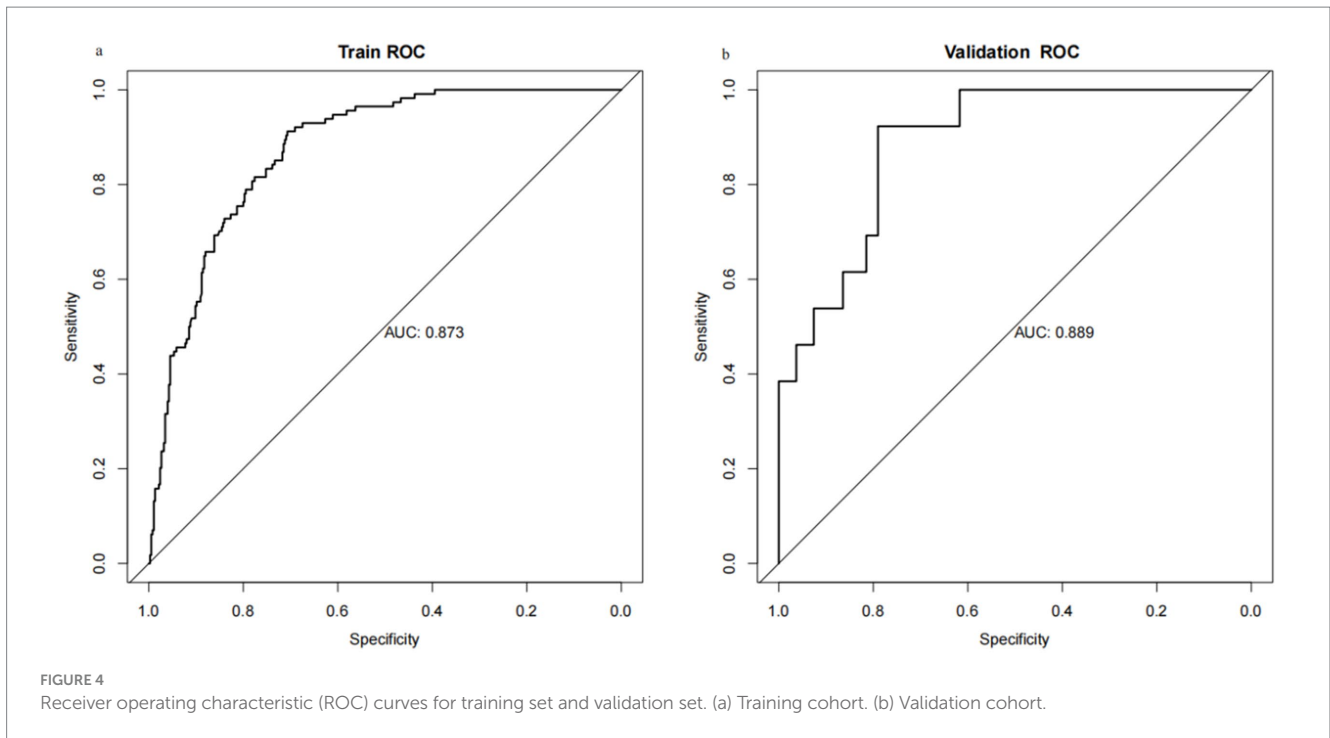 a
Train ROC
1.0
0.8
0.6
0.4
0.2
0.0
Sensitivity
AUC: 0.873
1.0 0.8 0.6 0.4 0.2 0.0
Specificity
b
Validation ROC
1.0
0.8
0.6
0.4
0.2
0.0
Sensitivity
AUC: 0.889
1.0 0.8 0.6 0.4 0.2 0.0
Specificity
FIGURE 4
Receiver operating characteristic (ROC) curves for training set and validation set. (a) Training cohort. (b) Validation cohort.